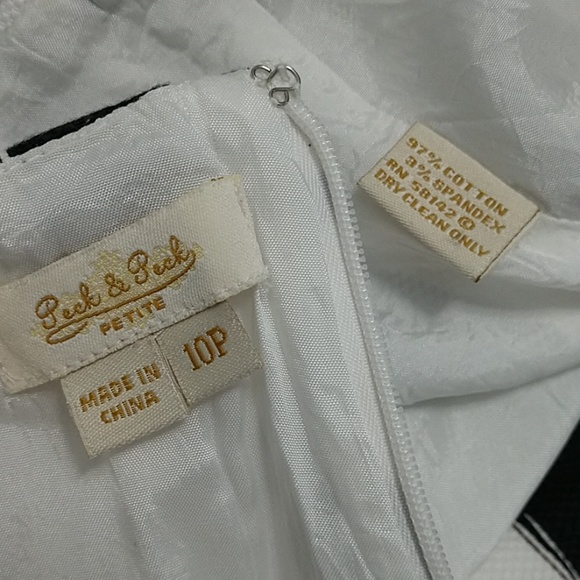 Peck & Peck
PETITE
MADE IN
CHINA
10P
97% COTTON
3% SPANDEX
RN 58142 ©
DRY CLEAN ONLY